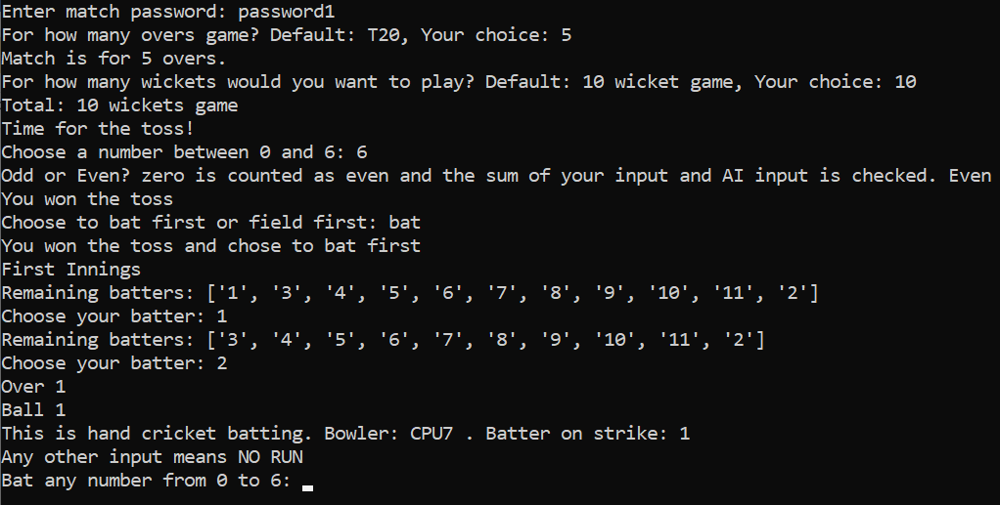 Enter match password: password1
For how many overs game? Default: T20, Your choice: 5
Match is for 5 overs.
For how many wickets would you want to play? Default: 10 wicket game, Your choice: 10
Total: 10 wickets game
Time for the toss!
Choose a number between 0 and 6: 6
Odd or Even? zero is counted as even and the sum of your input and AI input is checked. Even
You won the toss
Choose to bat first or field first: bat
You won the toss and chose to bat first
First Innings
Remaining batters: ['1', '3', '4', '5', '6', '7', '8', '9', '10', '11', '2']
Choose your batter: 1
Remaining batters: ['3', '4', '5', '6', '7', '8', '9', '10', '11', '2']
Choose your batter: 2
Over 1
Ball 1
This is hand cricket batting. Bowler: CPU7 . Batter on strike: 1
Any other input means NO RUN
Bat any number from 0 to 6: